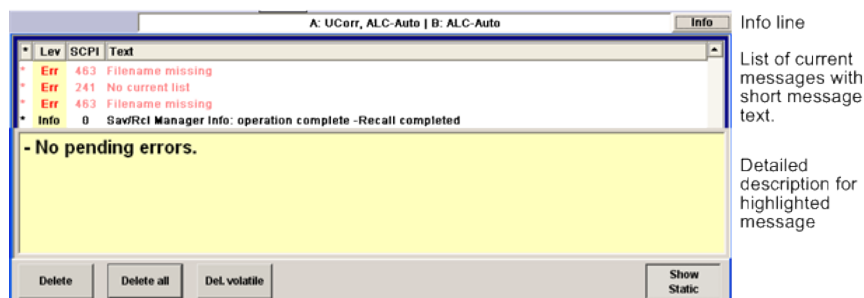 A: UCorr, ALC-Auto | B: ALC-Auto Info
Info line
* Lev SCPI Text
* Err 463 Filename missing
* Err 241 No current list
* Err 463 Filename missing
* Info 0 Sav/Rcl Manager Info: operation complete -Recall completed
List of current
messages with
short message
text.
- No pending errors.
Detailed
description for
highlighted
message
Delete Delete all Del. volatile Show
Static